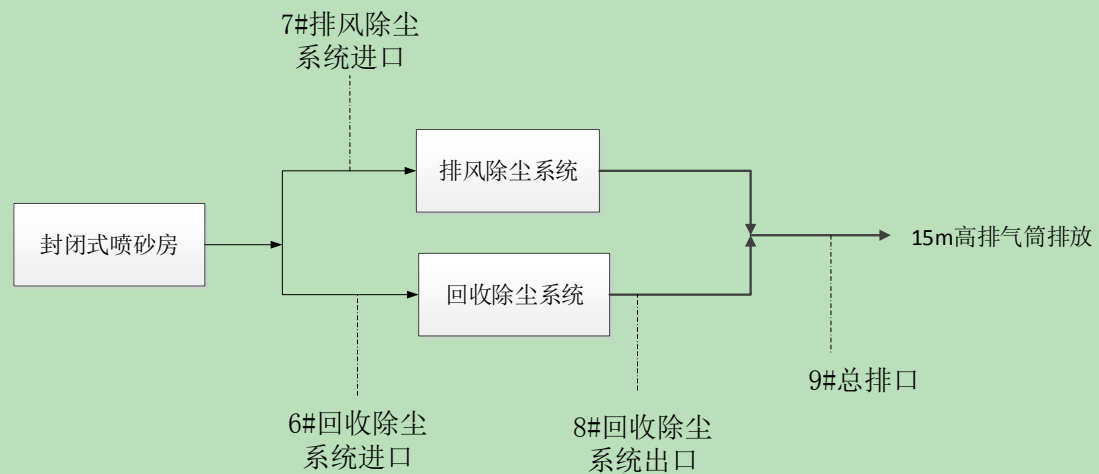 7#排风除尘
系统进口
排风除尘系统
封闭式喷砂房
15m高排气筒排放
回收除尘系统
9#总排口
6#回收除尘
系统进口
8#回收除尘
系统出口